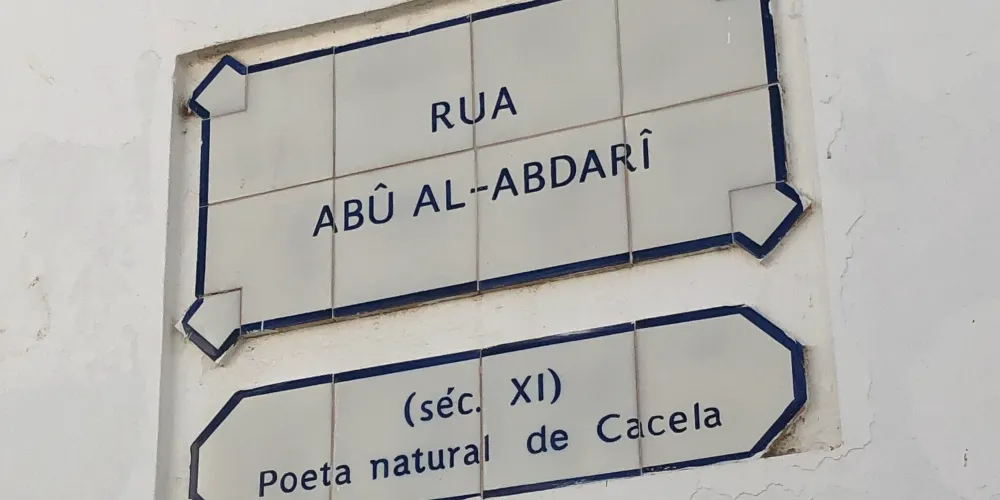 RUA
ABÛ AL-ABDARÎ
(séc. XI)
Poeta natural de Cacela